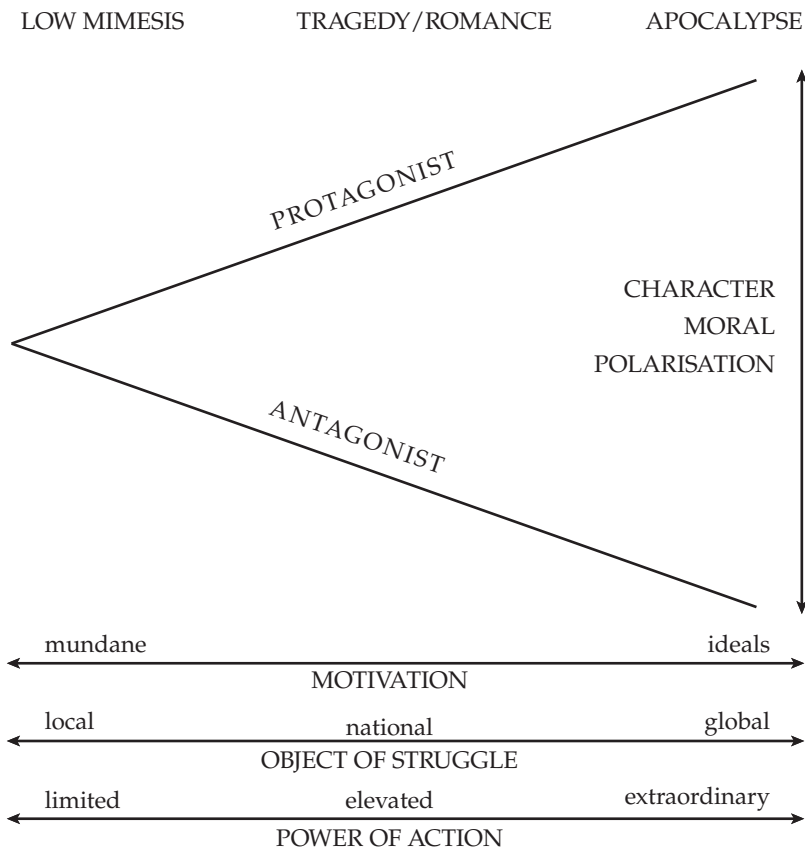 LOW MIMESIS TRAGEDY/ROMANCE APOCALYPSE
PROTAGONIST
CHARACTER
MORAL
POLARISATION
ANTAGONIST
mundane ideals
MOTIVATION
local national global
OBJECT OF STRUGGLE
limited elevated extraordinary
POWER OF ACTION